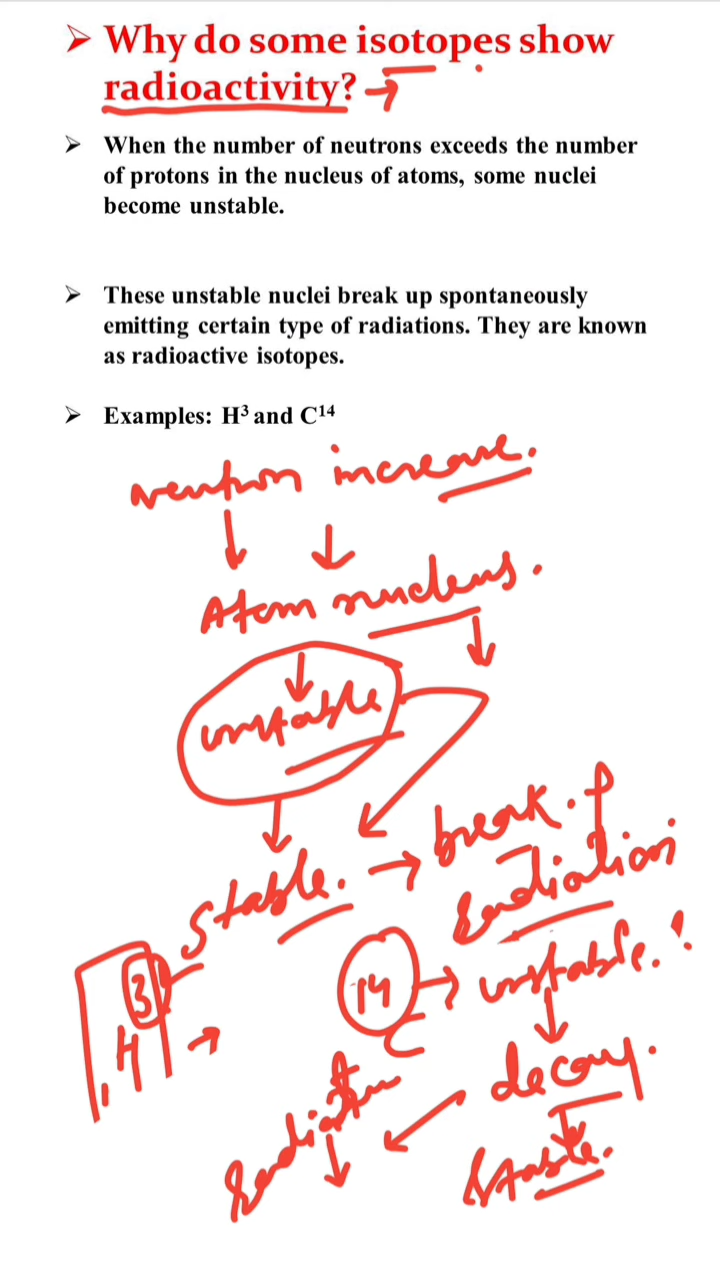 ➢ Why do some isotopes show
radioactivity? →
➢ When the number of neutrons exceeds the number
of protons in the nucleus of atoms, some nuclei
become unstable.
➢ These unstable nuclei break up spontaneously
emitting certain type of radiations. They are known
as radioactive isotopes.
➢ Examples: H³ and C¹⁴
neutron increase.
↓ ↓
Atom nucleus.
↓ ↓
unstable
↓
stable. → break.
Radiation
₁H³ →
¹⁴C → unstable.
↓
decay.
Radiation
↓
stable.